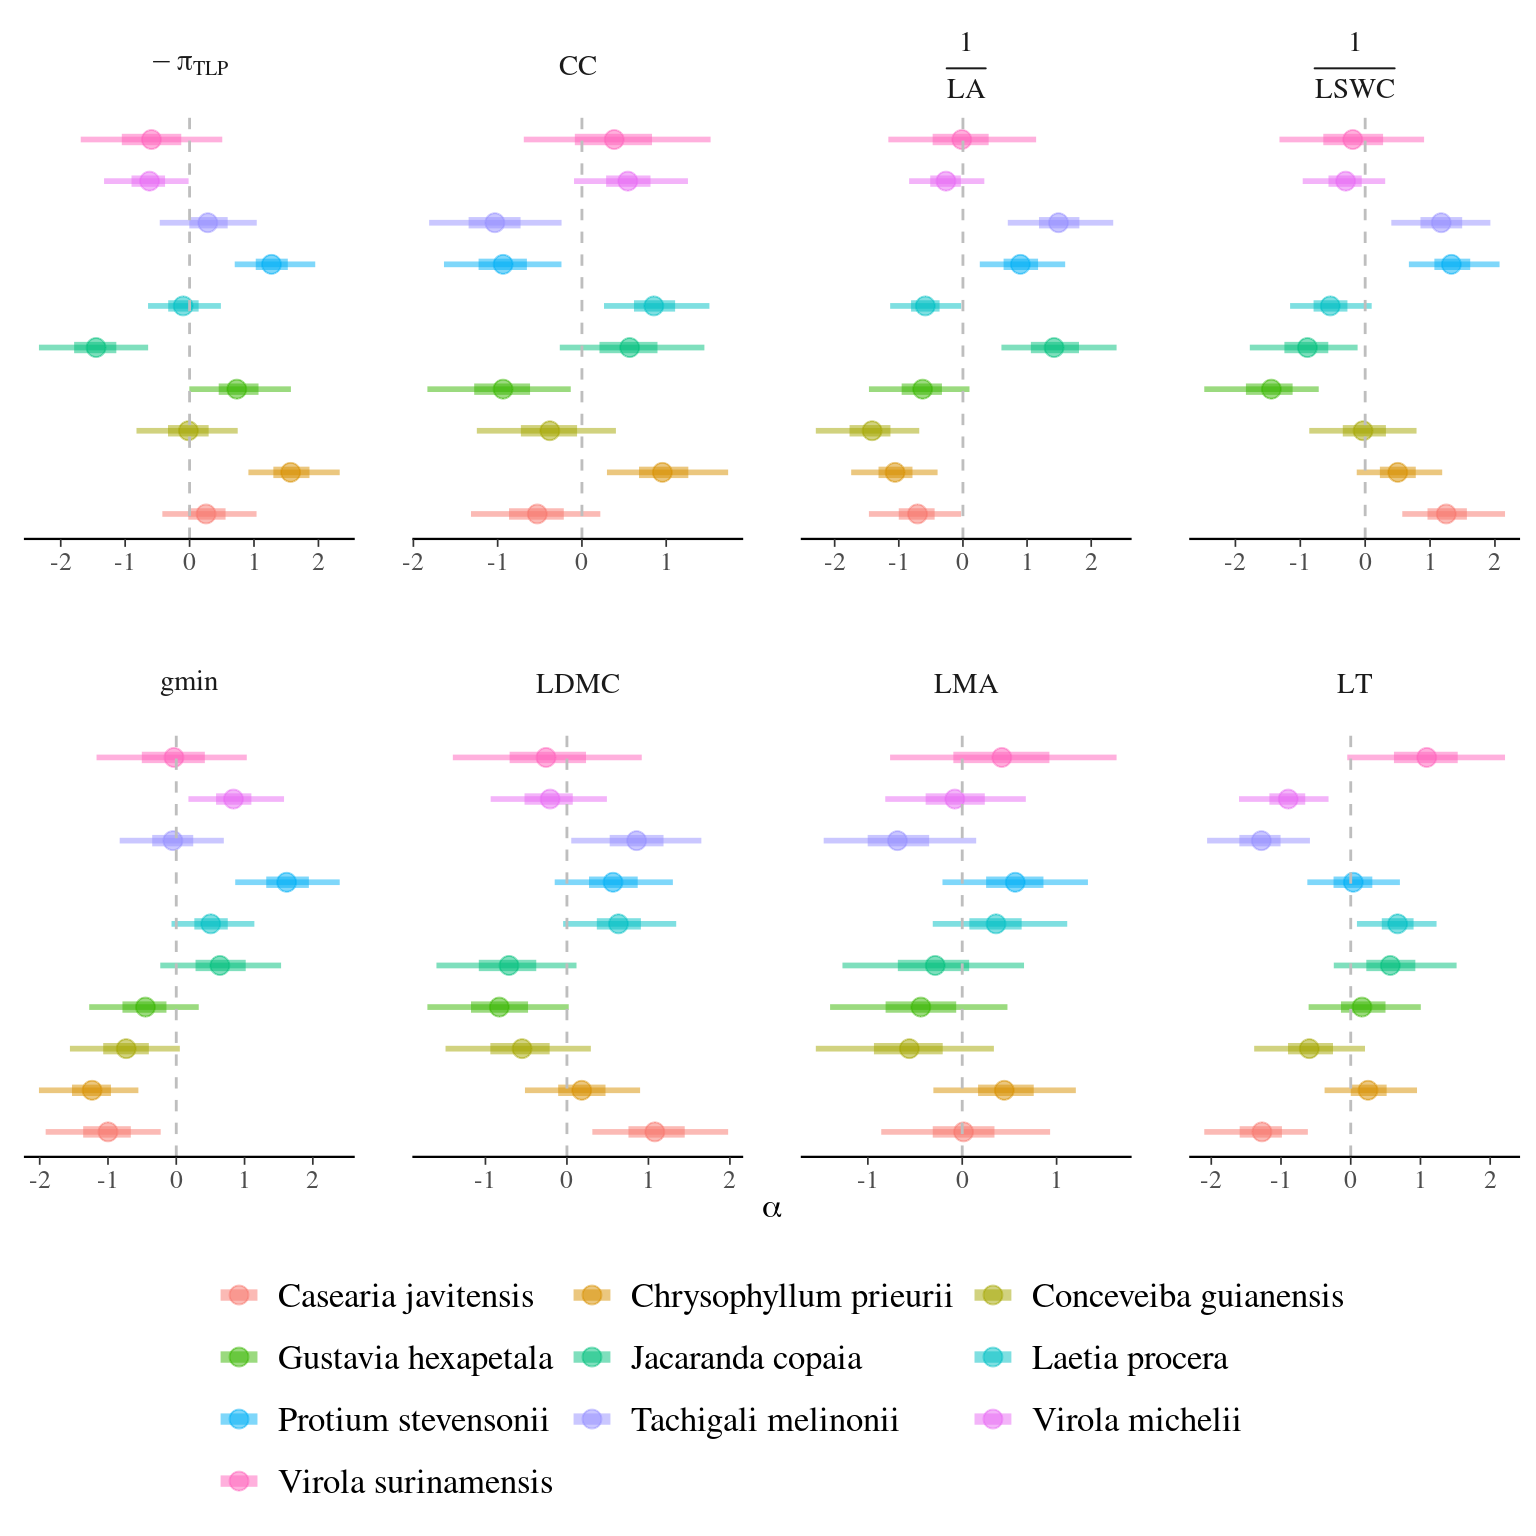 − πTLP
CC
1
LA
1
LSWC
-2 -1 0 1 2
-2 -1 0 1
-2 -1 0 1 2
-2 -1 0 1 2
gmin
LDMC
LMA
LT
-2 -1 0 1 2
-1 0 1 2
-1 0 1
-2 -1 0 1 2
α
Casearia javitensis Chrysophyllum prieurii Conceveiba guianensis
Gustavia hexapetala Jacaranda copaia Laetia procera
Protium stevensonii Tachigali melinonii Virola michelii
Virola surinamensis